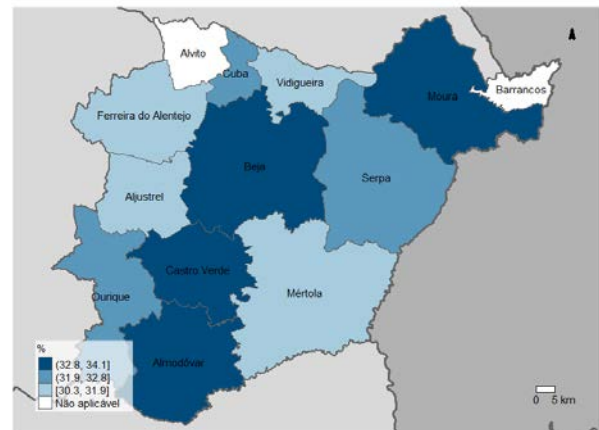 Alvito
Cuba
Vidigueira
Moura
Barrancos
Ferreira do Alentejo
Beja
Serpa
Aljustrel
Castro Verde
Ourique
Mértola
Almodôvar
%
(32.8, 34.1]
(31.9, 32.8]
[30.3, 31.9]
Não aplicável
0 5 km